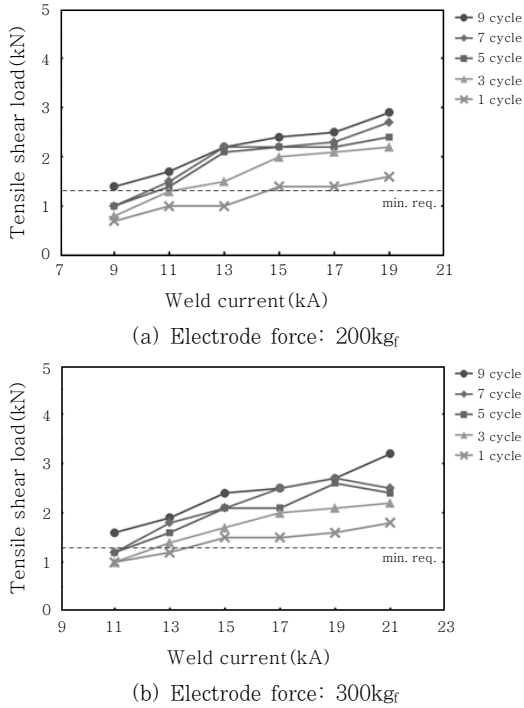 5
4
3
2
1
0
Tensile shear load(kN)
7 9 11 13 15 17 19 21
Weld current(kA)
min. req.
9 cycle
7 cycle
5 cycle
3 cycle
1 cycle
(a) Electrode force: 200kgf
5
4
3
2
1
0
Tensile shear load(kN)
9 11 13 15 17 19 21 23
Weld current(kA)
min. req.
9 cycle
7 cycle
5 cycle
3 cycle
1 cycle
(b) Electrode force: 300kgf